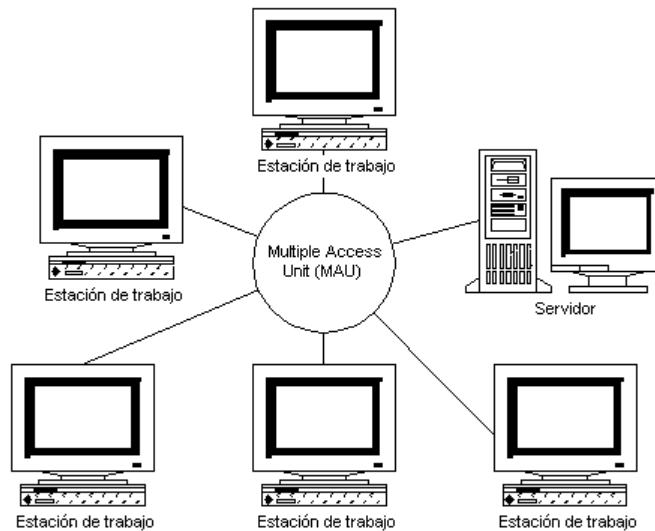 Estación de trabajo
Estación de trabajo
Multiple Access
Unit (MAU)
Servidor
Estación de trabajo
Estación de trabajo
Estación de trabajo